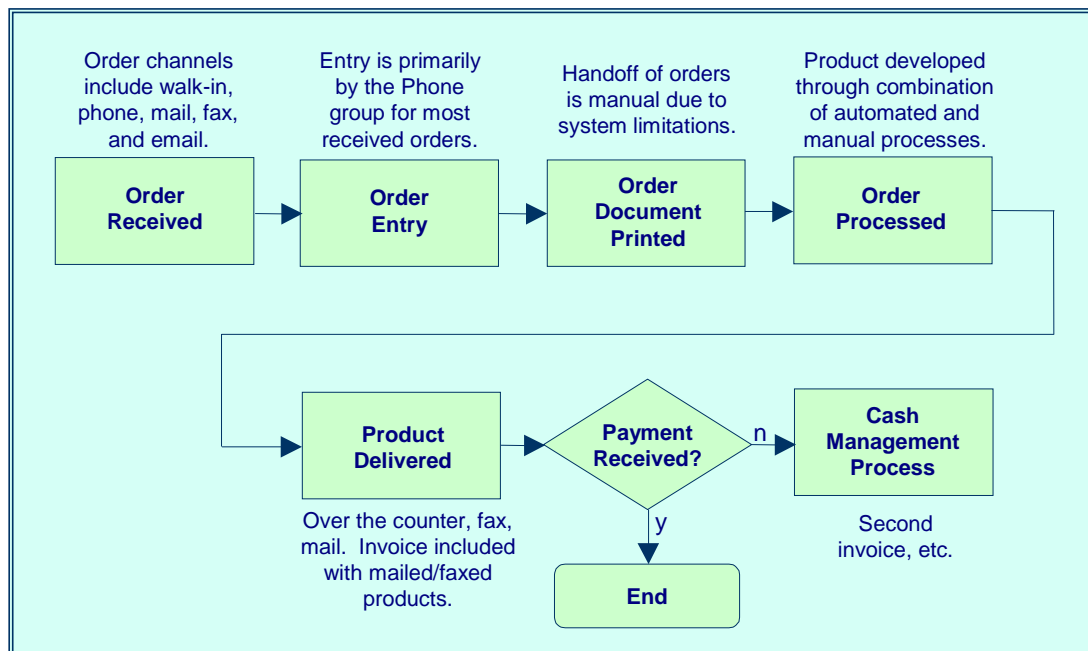 Order channels
include walk-in,
phone, mail, fax,
and email.
Order
Received
Entry is primarily
by the Phone
group for most
received orders.
Order
Entry
Handoff of orders
is manual due to
system limitations.
Order
Document
Printed
Product developed
through combination
of automated and
manual processes.
Order
Processed
Product
Delivered
Over the counter, fax,
mail.  Invoice included
with mailed/faxed
products.
Payment
Received?
n
y
End
Cash
Management
Process
Second
invoice, etc.